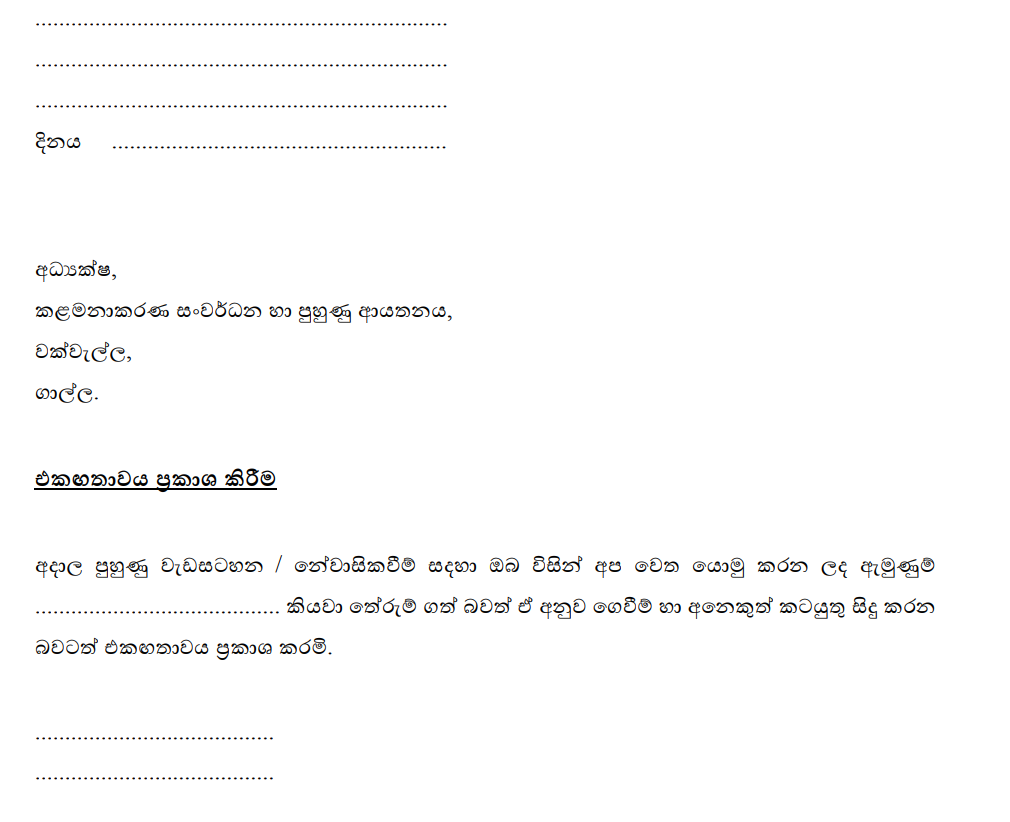 .....................................................................
.....................................................................
.....................................................................
දිනය ........................................................
අධ්‍යක්ෂ,
කළමනාකරණ සංවර්ධන හා පුහුණු ආයතනය,
වක්වැල්ල,
ගාල්ල.
එකඟතාවය ප්‍රකාශ කිරීම
අදාල පුහුණු වැඩසටහන / නේවාසිකවීම් සදහා ඔබ විසින් අප වෙත යොමු කරන ලද ඇමුණුම්
......................................... කියවා තේරුම් ගත් බවත් ඒ අනුව ගෙවීම් හා අනෙකුත් කටයුතු සිදු කරන
බවටත් එකඟතාවය ප්‍රකාශ කරමි.
........................................
........................................